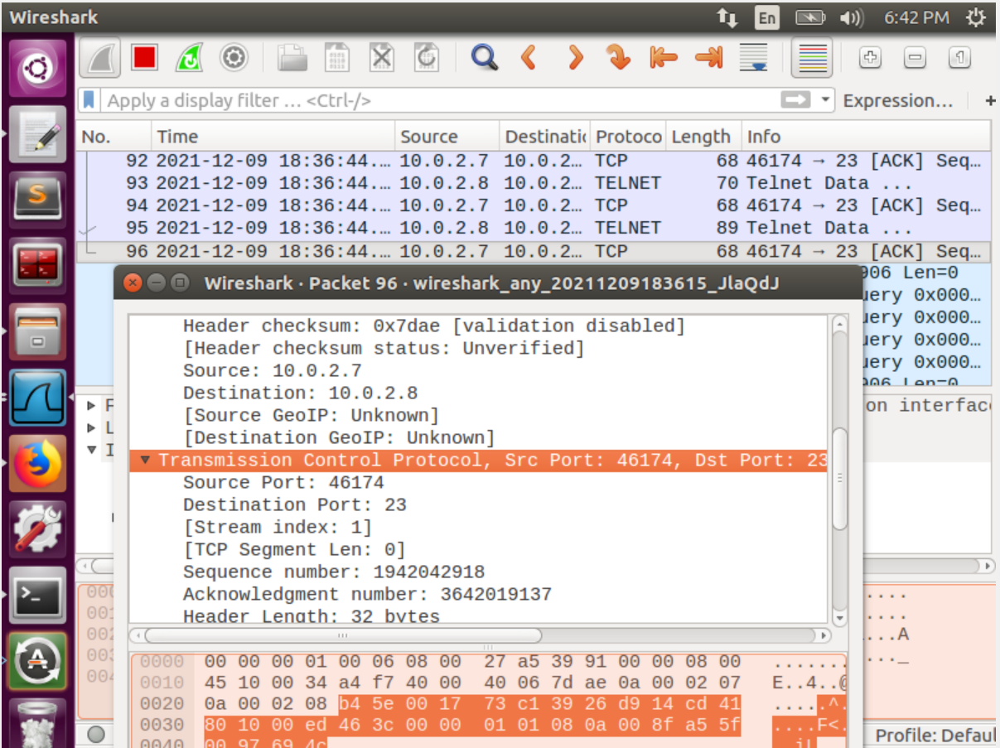 Wireshark En 6:42 PM
Apply a display filter … <Ctrl-/> Expression… +
No. Time Source Destinatic Protoco Length Info
92 2021-12-09 18:36:44.… 10.0.2.7 10.0.2… TCP 68 46174 → 23 [ACK] Seq…
93 2021-12-09 18:36:44.… 10.0.2.8 10.0.2… TELNET 70 Telnet Data ...
94 2021-12-09 18:36:44.… 10.0.2.7 10.0.2… TCP 68 46174 → 23 [ACK] Seq…
95 2021-12-09 18:36:44.… 10.0.2.8 10.0.2… TELNET 89 Telnet Data ...
96 2021-12-09 18:36:44.… 10.0.2.7 10.0.2… TCP 68 46174 → 23 [ACK] Seq…
906 Len=0
Wireshark · Packet 96 · wireshark_any_20211209183615_JlaQdJ
uery 0x000…
uery 0x000…
uery 0x000…
uery 0x000…
906 Len=0
on interfac
Header checksum: 0x7dae [validation disabled]
[Header checksum status: Unverified]
Source: 10.0.2.7
Destination: 10.0.2.8
[Source GeoIP: Unknown]
[Destination GeoIP: Unknown]
Transmission Control Protocol, Src Port: 46174, Dst Port: 23
Source Port: 46174
Destination Port: 23
[Stream index: 1]
[TCP Segment Len: 0]
Sequence number: 1942042918
Acknowledgment number: 3642019137
Header Length: 32 bytes
0000 00 00 00 01 00 06 08 00 27 a5 39 91 00 00 08 00 .......
0010 45 10 00 34 a4 f7 40 00 40 06 7d ae 0a 00 02 07 E..4..@
0020 0a 00 02 08 b4 5e 00 17 73 c1 39 26 d9 14 cd 41 .....^.
0030 80 10 00 ed 46 3c 00 00 01 01 08 0a 00 8f a5 5f ....F<.
0040 00 97 69 4c ..iL
Profile: Defaul